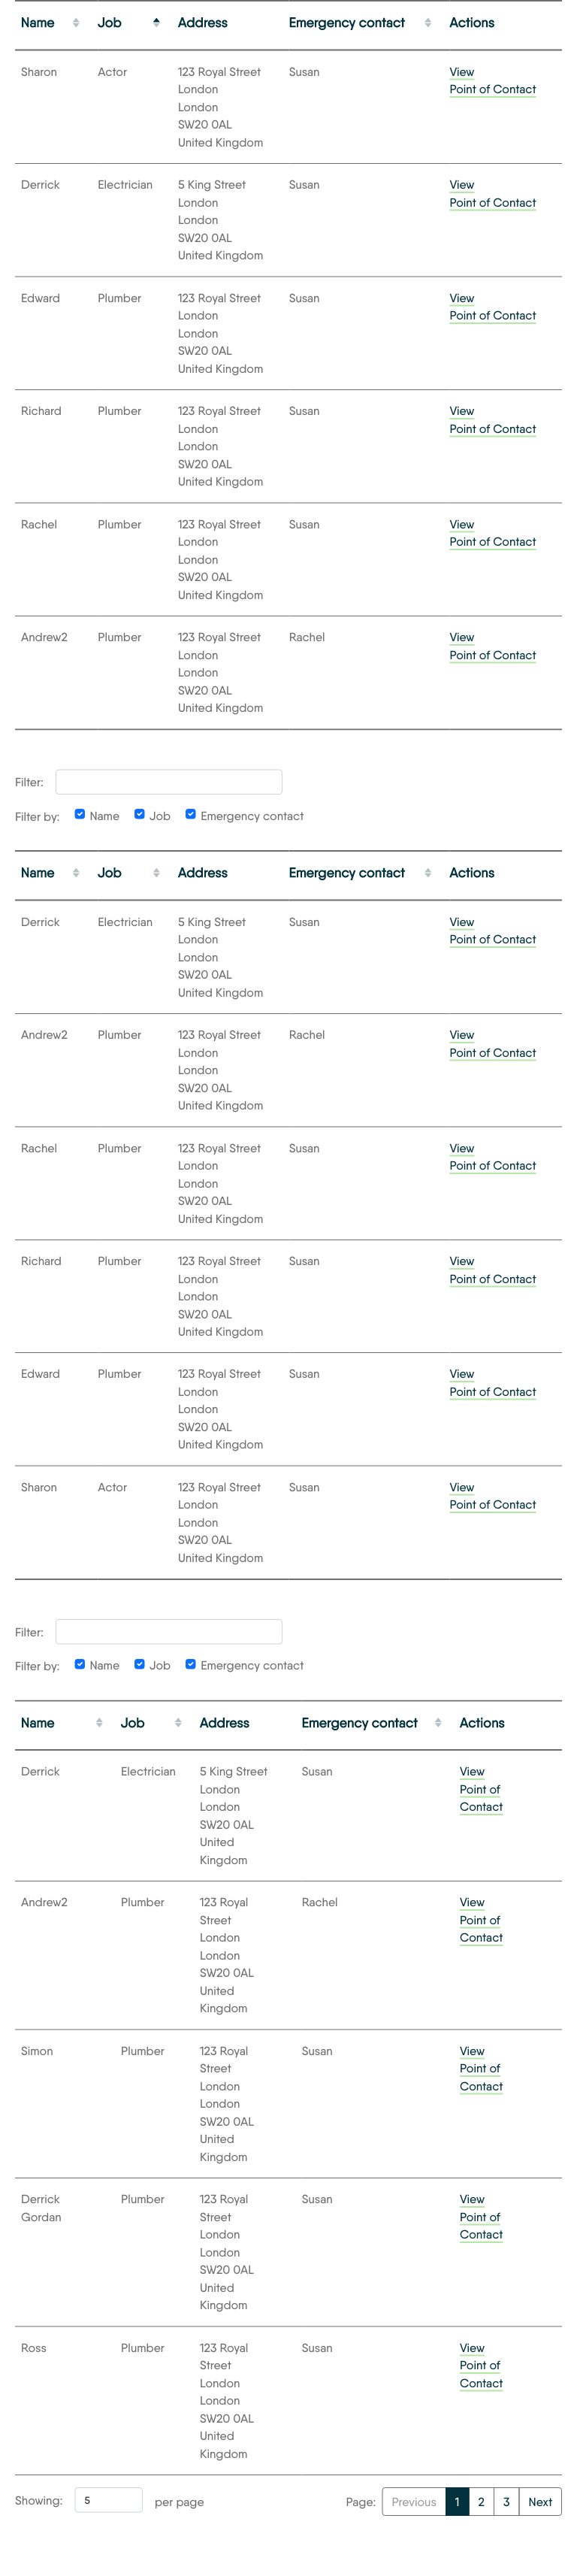 Name Job Address Emergency contact Actions
Sharon Actor 123 Royal Street Susan View
London Point of Contact
London
SW20 0AL
United Kingdom
Derrick Electrician 5 King Street Susan View
London Point of Contact
London
SW20 0AL
United Kingdom
Edward Plumber 123 Royal Street Susan View
London Point of Contact
London
SW20 0AL
United Kingdom
Richard Plumber 123 Royal Street Susan View
London Point of Contact
London
SW20 0AL
United Kingdom
Rachel Plumber 123 Royal Street Susan View
London Point of Contact
London
SW20 0AL
United Kingdom
Andrew2 Plumber 123 Royal Street Rachel View
London Point of Contact
London
SW20 0AL
United Kingdom
Filter:
Filter by: Name Job Emergency contact
Name Job Address Emergency contact Actions
Derrick Electrician 5 King Street Susan View
London Point of Contact
London
SW20 0AL
United Kingdom
Andrew2 Plumber 123 Royal Street Rachel View
London Point of Contact
London
SW20 0AL
United Kingdom
Rachel Plumber 123 Royal Street Susan View
London Point of Contact
London
SW20 0AL
United Kingdom
Richard Plumber 123 Royal Street Susan View
London Point of Contact
London
SW20 0AL
United Kingdom
Edward Plumber 123 Royal Street Susan View
London Point of Contact
London
SW20 0AL
United Kingdom
Sharon Actor 123 Royal Street Susan View
London Point of Contact
London
SW20 0AL
United Kingdom
Filter:
Filter by: Name Job Emergency contact
Name Job Address Emergency contact Actions
Derrick Electrician 5 King Street Susan View
London Point of
London Contact
SW20 0AL
United
Kingdom
Andrew2 Plumber 123 Royal Rachel View
Street Point of
London Contact
London
SW20 0AL
United
Kingdom
Simon Plumber 123 Royal Susan View
Street Point of
London Contact
London
SW20 0AL
United
Kingdom
Derrick Plumber 123 Royal Susan View
Gordan Street Point of
London Contact
London
SW20 0AL
United
Kingdom
Ross Plumber 123 Royal Susan View
Street Point of
London Contact
London
SW20 0AL
United
Kingdom
Showing: 5 per page Page: Previous 1 2 3 Next